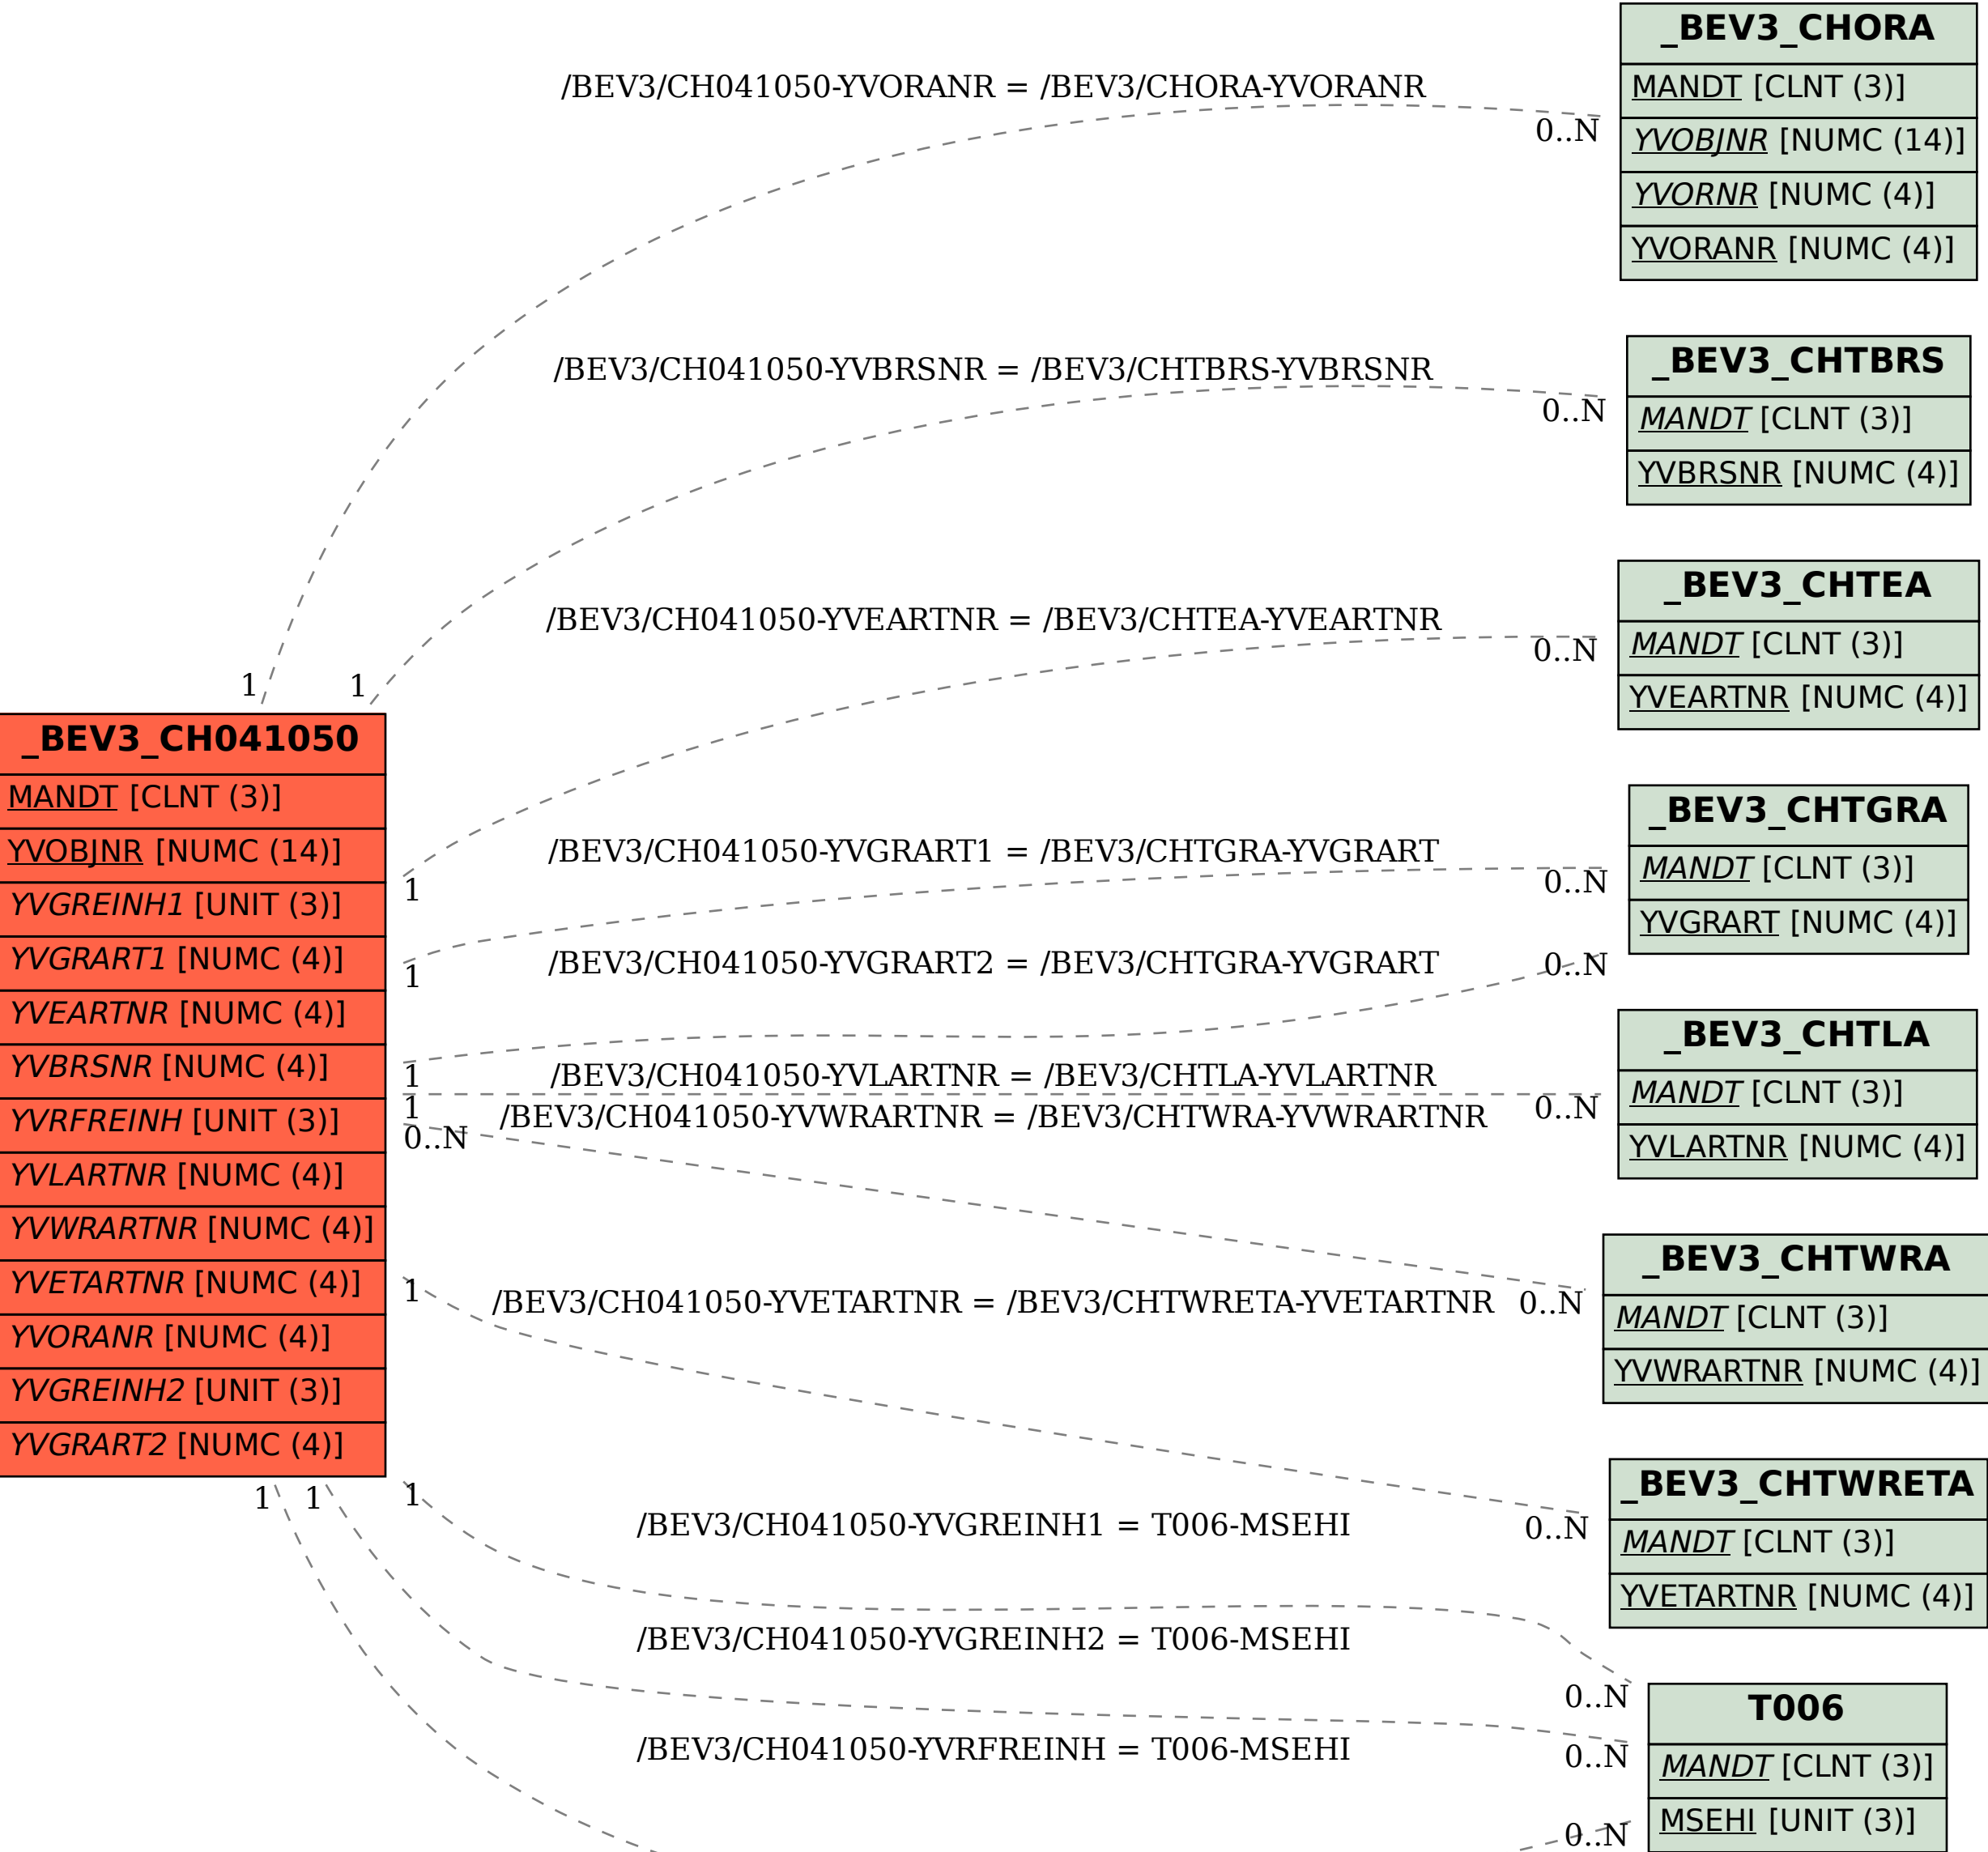 _BEV3_CH041050
MANDT [CLNT (3)]
YVOBJNR [NUMC (14)]
YVGREINH1 [UNIT (3)]
YVGRART1 [NUMC (4)]
YVEARTNR [NUMC (4)]
YVBRSNR [NUMC (4)]
YVRFREINH [UNIT (3)]
YVLARTNR [NUMC (4)]
YVWRARTNR [NUMC (4)]
YVETARTNR [NUMC (4)]
YVORANR [NUMC (4)]
YVGREINH2 [UNIT (3)]
YVGRART2 [NUMC (4)]
/BEV3/CH041050-YVORANR = /BEV3/CHORA-YVORANR
1
0..N
/BEV3/CH041050-YVBRSNR = /BEV3/CHTBRS-YVBRSNR
1
0..N
/BEV3/CH041050-YVEARTNR = /BEV3/CHTEA-YVEARTNR
1
0..N
/BEV3/CH041050-YVGRART1 = /BEV3/CHTGRA-YVGRART
1
0..N
/BEV3/CH041050-YVGRART2 = /BEV3/CHTGRA-YVGRART
1
0..N
/BEV3/CH041050-YVLARTNR = /BEV3/CHTLA-YVLARTNR
1
0..N
/BEV3/CH041050-YVWRARTNR = /BEV3/CHTWRA-YVWRARTNR
0..N
0..N
/BEV3/CH041050-YVETARTNR = /BEV3/CHTWRETA-YVETARTNR
1
0..N
/BEV3/CH041050-YVGREINH1 = T006-MSEHI
1
0..N
/BEV3/CH041050-YVGREINH2 = T006-MSEHI
1
0..N
/BEV3/CH041050-YVRFREINH = T006-MSEHI
1
0..N
_BEV3_CHORA
MANDT [CLNT (3)]
YVOBJNR [NUMC (14)]
YVORNR [NUMC (4)]
YVORANR [NUMC (4)]
_BEV3_CHTBRS
MANDT [CLNT (3)]
YVBRSNR [NUMC (4)]
_BEV3_CHTEA
MANDT [CLNT (3)]
YVEARTNR [NUMC (4)]
_BEV3_CHTGRA
MANDT [CLNT (3)]
YVGRART [NUMC (4)]
_BEV3_CHTLA
MANDT [CLNT (3)]
YVLARTNR [NUMC (4)]
_BEV3_CHTWRA
MANDT [CLNT (3)]
YVWRARTNR [NUMC (4)]
_BEV3_CHTWRETA
MANDT [CLNT (3)]
YVETARTNR [NUMC (4)]
T006
MANDT [CLNT (3)]
MSEHI [UNIT (3)]